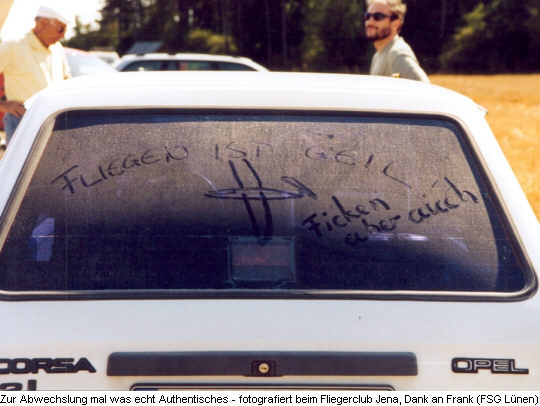 FLIEGEN IST GEIL
Ficken
aber auch
CORSA
OPEL
Zur Abwechslung mal was echt Authentisches - fotografiert beim Fliegerclub Jena, Dank an Frank (FSG Lünen)